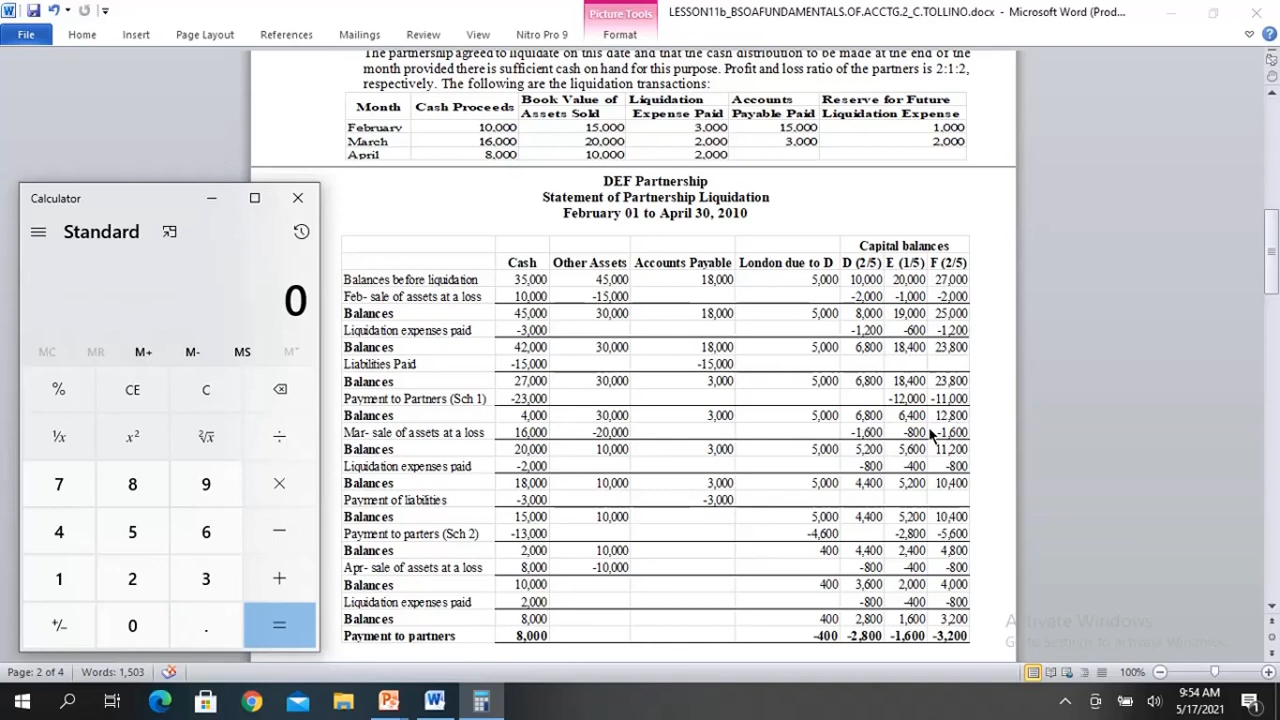 Picture Tools
LESSON11b_BSOAFUNDAMENTALS.OF.ACCTG.2_C.TOLLINO.docx - Microsoft Word (Prod...
File Home Insert Page Layout References Mailings Review View Nitro Pro 9 Format
The partnership agreed to liquidate on this date and that the cash distribution to be made at the end of the
month provided there is sufficient cash on hand for this purpose. Profit and loss ratio of the partners is 2:1:2,
respectively. The following are the liquidation transactions:
Month Cash Proceeds Book Value of Assets Sold Liquidation Expense Paid Accounts Payable Paid Reserve for Future Liquidation Expense
February 10,000 15,000 3,000 15,000 1,000
March 16,000 20,000 2,000 3,000 2,000
April 8,000 10,000 2,000
DEF Partnership
Statement of Partnership Liquidation
February 01 to April 30, 2010
Capital balances
Cash Other Assets Accounts Payable London due to D D (2/5) E (1/5) F (2/5)
Balances before liquidation 35,000 45,000 18,000 5,000 10,000 20,000 27,000
Feb- sale of assets at a loss 10,000 -15,000 -2,000 -1,000 -2,000
Balances 45,000 30,000 18,000 5,000 8,000 19,000 25,000
Liquidation expenses paid -3,000 -1,200 -600 -1,200
Balances 42,000 30,000 18,000 5,000 6,800 18,400 23,800
Liabilities Paid -15,000 -15,000
Balances 27,000 30,000 3,000 5,000 6,800 18,400 23,800
Payment to Partners (Sch 1) -23,000 -12,000 -11,000
Balances 4,000 30,000 3,000 5,000 6,800 6,400 12,800
Mar- sale of assets at a loss 16,000 -20,000 -1,600 -800 -1,600
Balances 20,000 10,000 3,000 5,000 5,200 5,600 11,200
Liquidation expenses paid -2,000 -800 -400 -800
Balances 18,000 10,000 3,000 5,000 4,400 5,200 10,400
Payment of liabilities -3,000 -3,000
Balances 15,000 10,000 5,000 4,400 5,200 10,400
Payment to parters (Sch 2) -13,000 -4,600 -2,800 -5,600
Balances 2,000 10,000 400 4,400 2,400 4,800
Apr- sale of assets at a loss 8,000 -10,000 -800 -400 -800
Balances 10,000 400 3,600 2,000 4,000
Liquidation expenses paid 2,000 -800 -400 -800
Balances 8,000 400 2,800 1,600 3,200
Payment to partners 8,000 -400 -2,800 -1,600 -3,200
Calculator
Standard
0
MC MR M+ M- MS M˅
% CE C
¹/x x² ²√x ÷
7 8 9 ×
4 5 6 −
1 2 3 +
+/− 0 . =
Activate Windows
Go to Settings to activate Windows.
Page: 2 of 4 Words: 1,503 100%
9:54 AM
5/17/2021
1